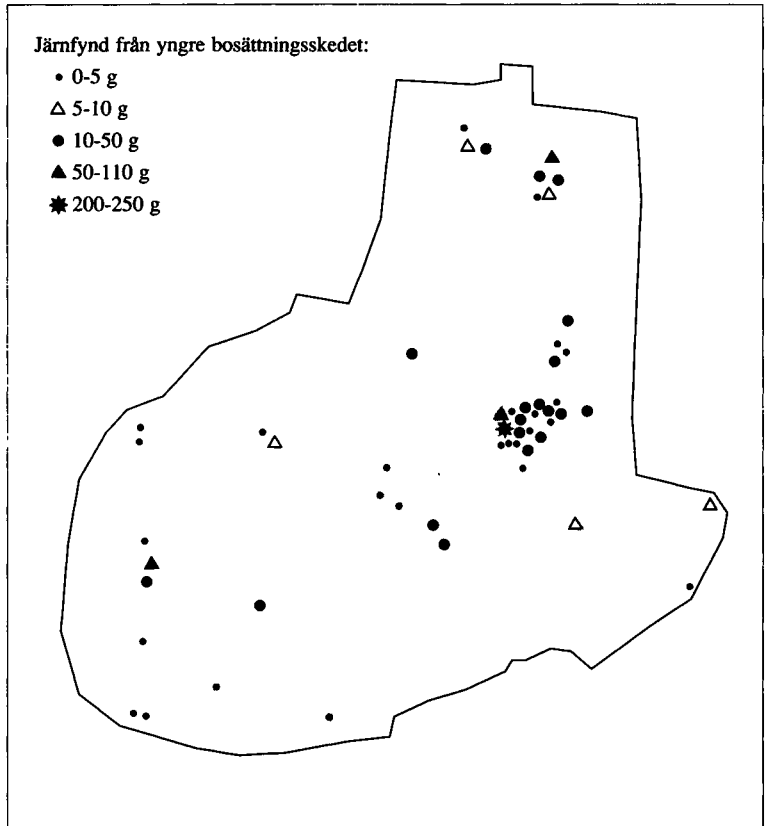 Järnfynd från yngre bosättningsskedet:
0-5 g
5-10 g
10-50 g
50-110 g
200-250 g